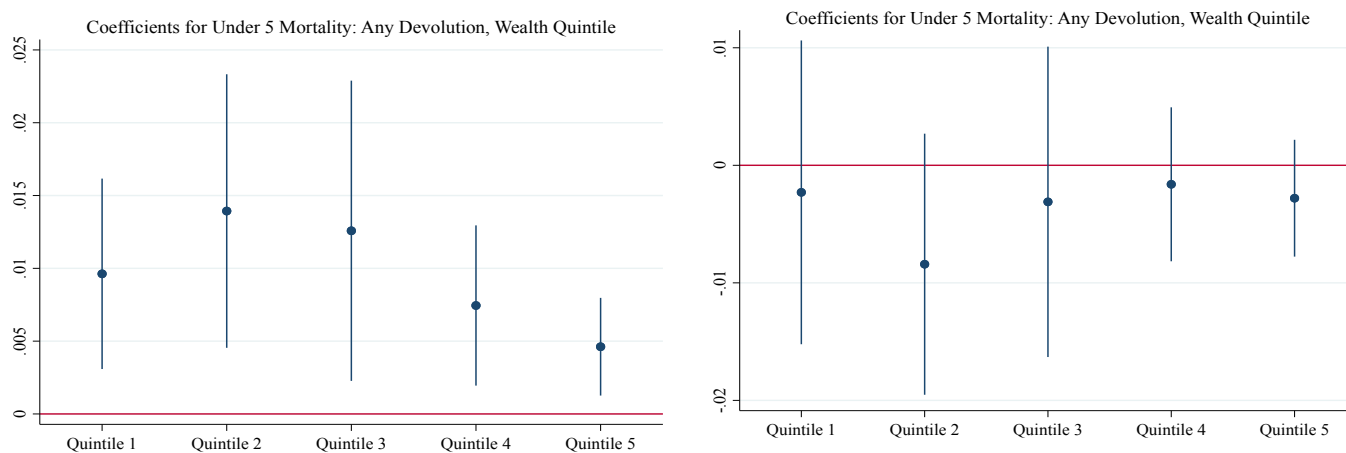 Coefficients for Under 5 Mortality: Any Devolution, Wealth Quintile
.025
.02
.015
.01
.005
0
Quintile 1 Quintile 2 Quintile 3 Quintile 4 Quintile 5
Coefficients for Under 5 Mortality: Any Devolution, Wealth Quintile
.01
0
-.01
-.02
Quintile 1 Quintile 2 Quintile 3 Quintile 4 Quintile 5